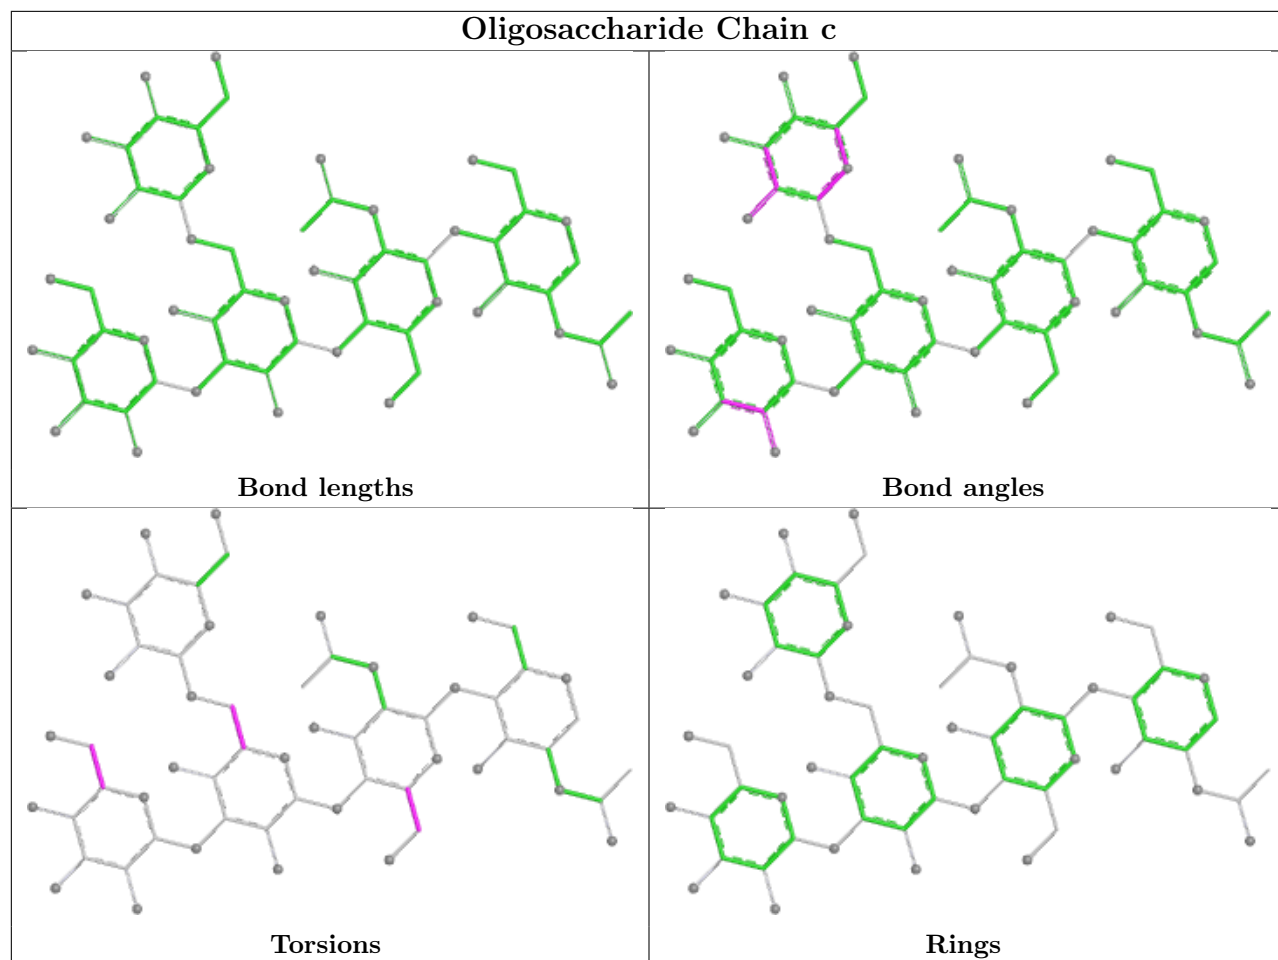 Oligosaccharide Chain c
Bond lengths
Bond angles
Torsions
Rings